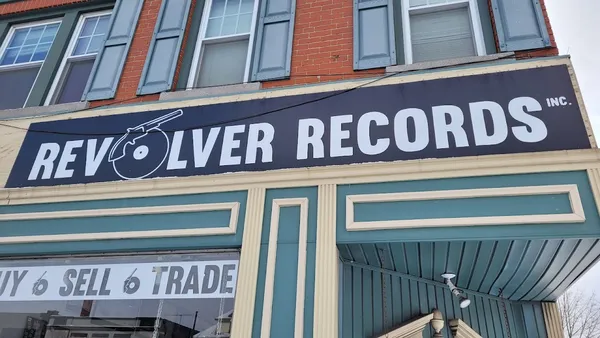 REVOLVER RECORDS INC.
UY SELL TRADE